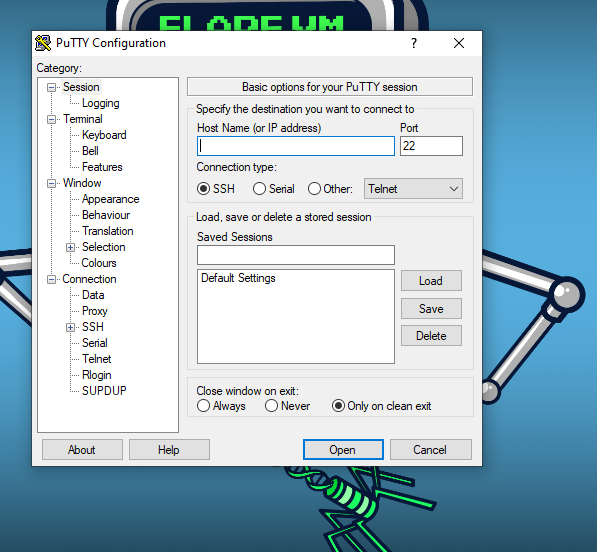 FLARE VM
PuTTY Configuration
?
Category:
Session
Logging
Terminal
Keyboard
Bell
Features
Window
Appearance
Behaviour
Translation
Selection
Colours
Connection
Data
Proxy
SSH
Serial
Telnet
Rlogin
SUPDUP
Basic options for your PuTTY session
Specify the destination you want to connect to
Host Name (or IP address) Port
22
Connection type:
SSH Serial Other: Telnet
Load, save or delete a stored session
Saved Sessions
Default Settings
Load
Save
Delete
Close window on exit:
Always Never Only on clean exit
About Help Open Cancel